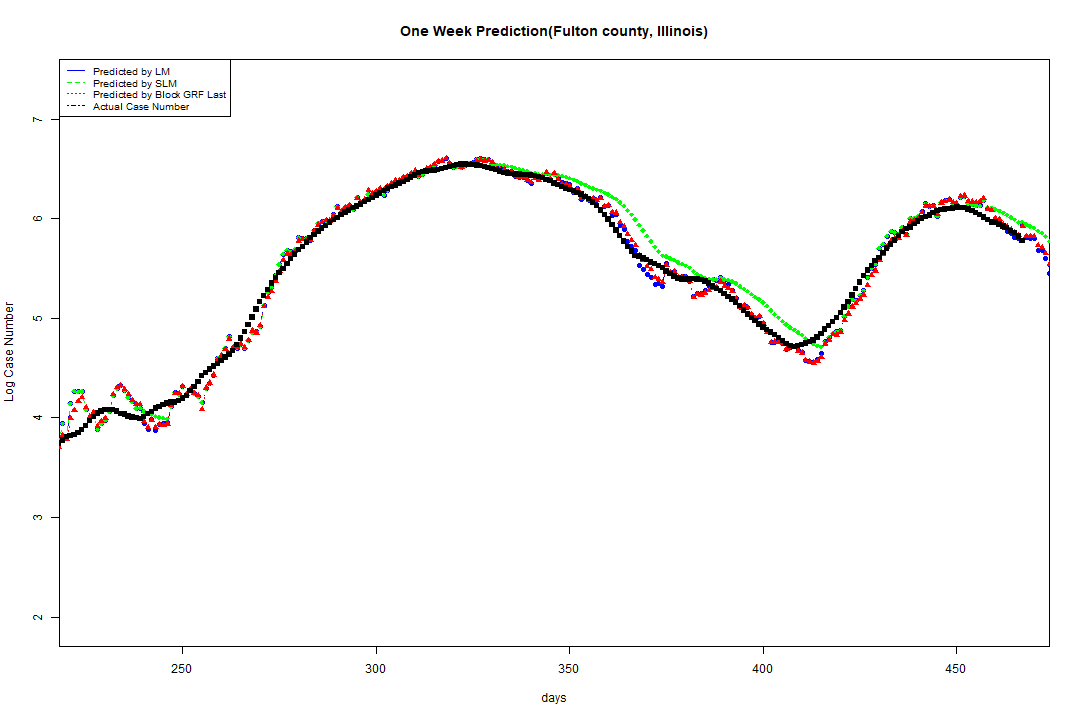 One Week Prediction(Fulton county, Illinois)
Predicted by LM
Predicted by SLM
Predicted by Block GRF Last
Actual Case Number
Log Case Number
7
6
5
4
3
2
250 300 350 400 450
days